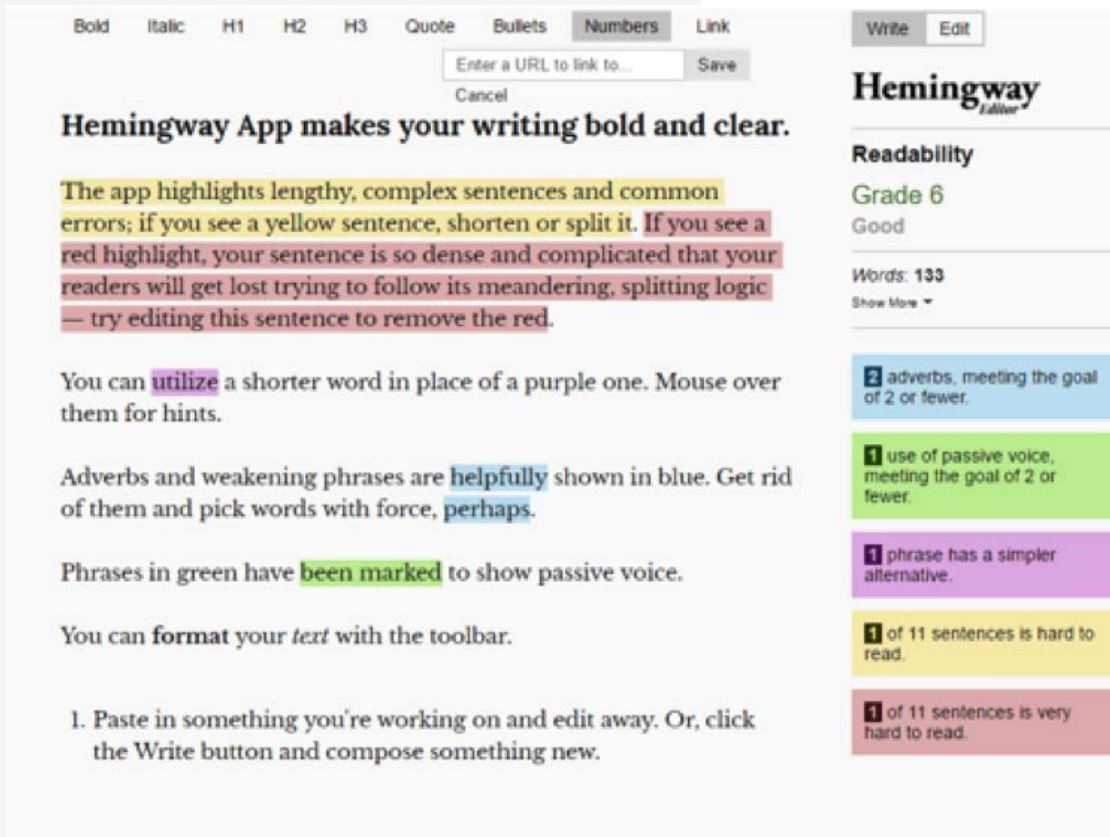 Bold Italic H1 H2 H3 Quote Bullets Numbers Link
Enter a URL to link to... Save
Cancel
Hemingway App makes your writing bold and clear.
The app highlights lengthy, complex sentences and common
errors; if you see a yellow sentence, shorten or split it. If you see a
red highlight, your sentence is so dense and complicated that your
readers will get lost trying to follow its meandering, splitting logic
— try editing this sentence to remove the red.
You can utilize a shorter word in place of a purple one. Mouse over
them for hints.
Adverbs and weakening phrases are helpfully shown in blue. Get rid
of them and pick words with force, perhaps.
Phrases in green have been marked to show passive voice.
You can format your text with the toolbar.
1. Paste in something you're working on and edit away. Or, click
the Write button and compose something new.
Write Edit
Hemingway
Editor
Readability
Grade 6
Good
Words: 133
Show More
2 adverbs, meeting the goal
of 2 or fewer.
1 use of passive voice,
meeting the goal of 2 or
fewer.
1 phrase has a simpler
alternative.
1 of 11 sentences is hard to
read.
1 of 11 sentences is very
hard to read.